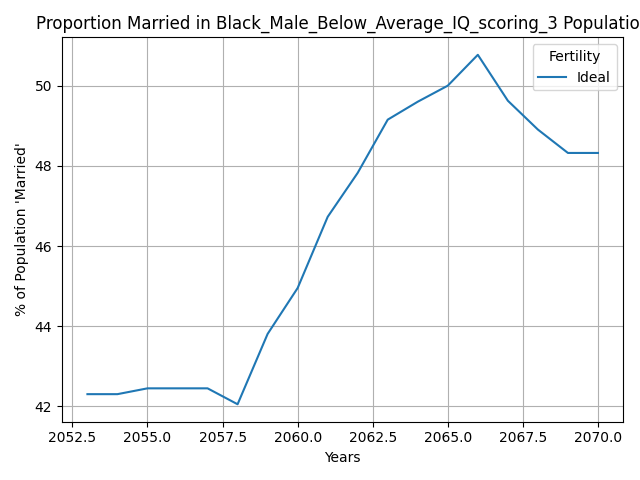 Proportion Married in Black_Male_Below_Average_IQ_scoring_3 Populatio
Fertility
Ideal
% of Population 'Married'
50
48
46
44
42
2052.5 2055.0 2057.5 2060.0 2062.5 2065.0 2067.5 2070.0
Years